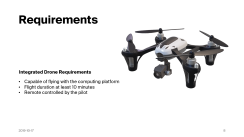 Requirements
Integrated Drone Requirements
• Capable of flying with the computing platform
• Flight duration at least 10 minutes
• Remote controlled by the pilot